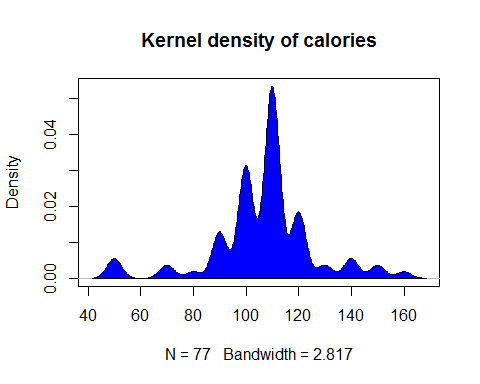 Kernel density of calories
Density
0.04
0.02
0.00
40 60 80 100 120 140 160
N = 77 Bandwidth = 2.817